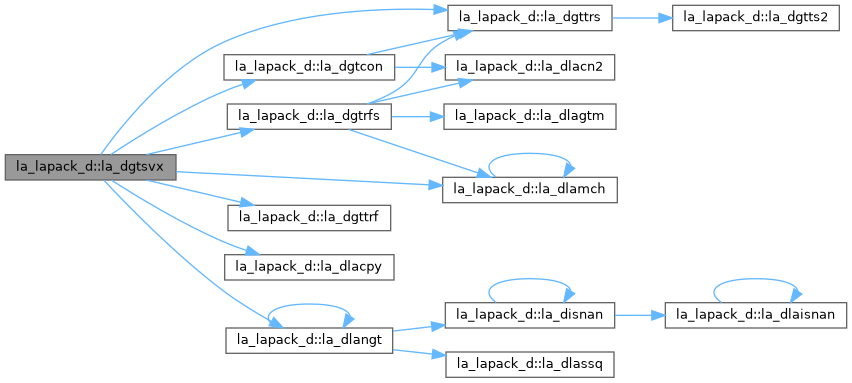 la_lapack_d::la_dgttrs
la_lapack_d::la_dgtts2
la_lapack_d::la_dgtcon
la_lapack_d::la_dlacn2
la_lapack_d::la_dgtrfs
la_lapack_d::la_dlagtm
la_lapack_d::la_dgtsvx
la_lapack_d::la_dlamch
la_lapack_d::la_dgttrf
la_lapack_d::la_dlacpy
la_lapack_d::la_disnan
la_lapack_d::la_dlaisnan
la_lapack_d::la_dlangt
la_lapack_d::la_dlassq